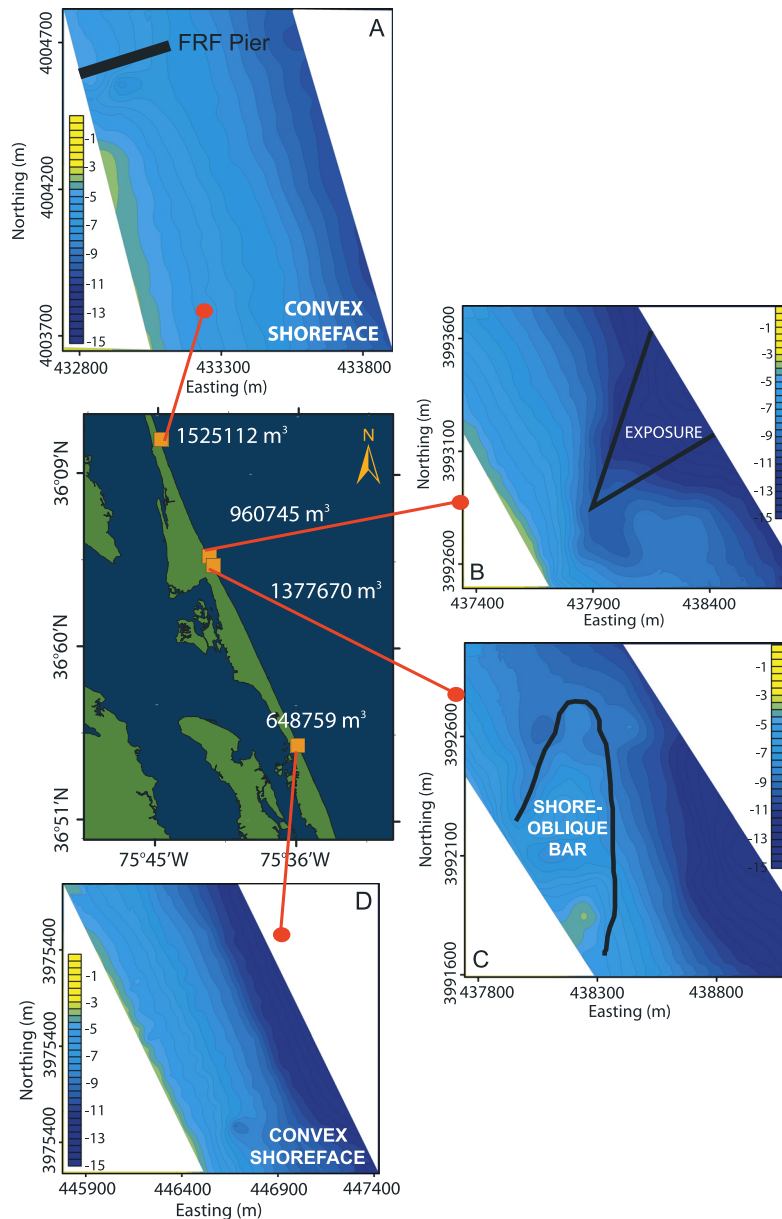 A
FRF Pier
4004700
4004200
4003700
Northing (m)
-1
-3
-5
-7
-9
-11
-13
-15
CONVEX
SHOREFACE
432800
433300
433800
Easting (m)
1525112 m³
N
36°09'N
960745 m³
1377670 m³
36°60'N
648759 m³
36°51'N
75°45'W
75°36'W
3993600
3993100
3992600
Northing (m)
EXPOSURE
-1
-3
-5
-7
-9
-11
-13
-15
B
437400
437900
438400
Easting (m)
3992600
3992100
3991600
Northing (m)
SHORE-
OBLIQUE
BAR
-1
-3
-5
-7
-9
-11
-13
-15
C
437800
438300
438800
Easting (m)
D
3975400
3975400
3975400
Northing (m)
-1
-3
-5
-7
-9
-11
-13
-15
CONVEX
SHOREFACE
445900
446400
446900
447400
Easting (m)